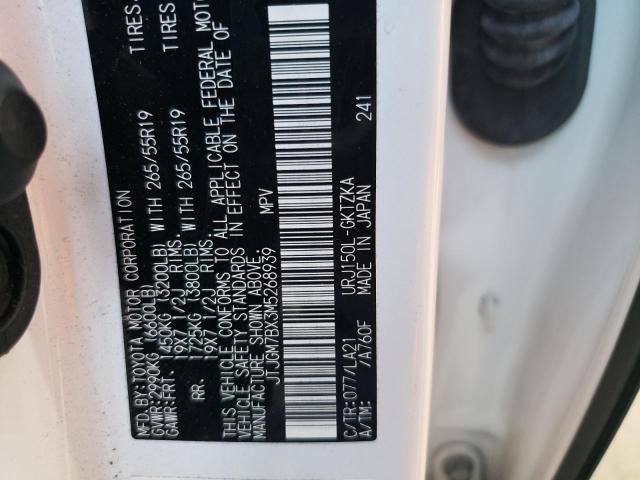 MFD.BY:TOYOTA MOTOR CORPORATION
GVWR:2990KG (6600LB)
GAWR:FRT. 1450KG (3200LB) WITH 265/55R19 TIRES.
19X7 1/2J RIMS.
RR. 1725KG (3800LB) WITH 265/55R19 TIRES
19X7 1/2J RIMS.
THIS VEHICLE CONFORMS TO ALL APPLICABLE FEDERAL MOT
VEHICLE SAFETY STANDARDS IN EFFECT ON THE DATE OF
MANUFACTURE SHOWN ABOVE.
JTJGM7BX3M5268939 MPV
C/TR:077/LA21 URJ150L-GKTZKA 241
A/TM: /A760F MADE IN JAPAN